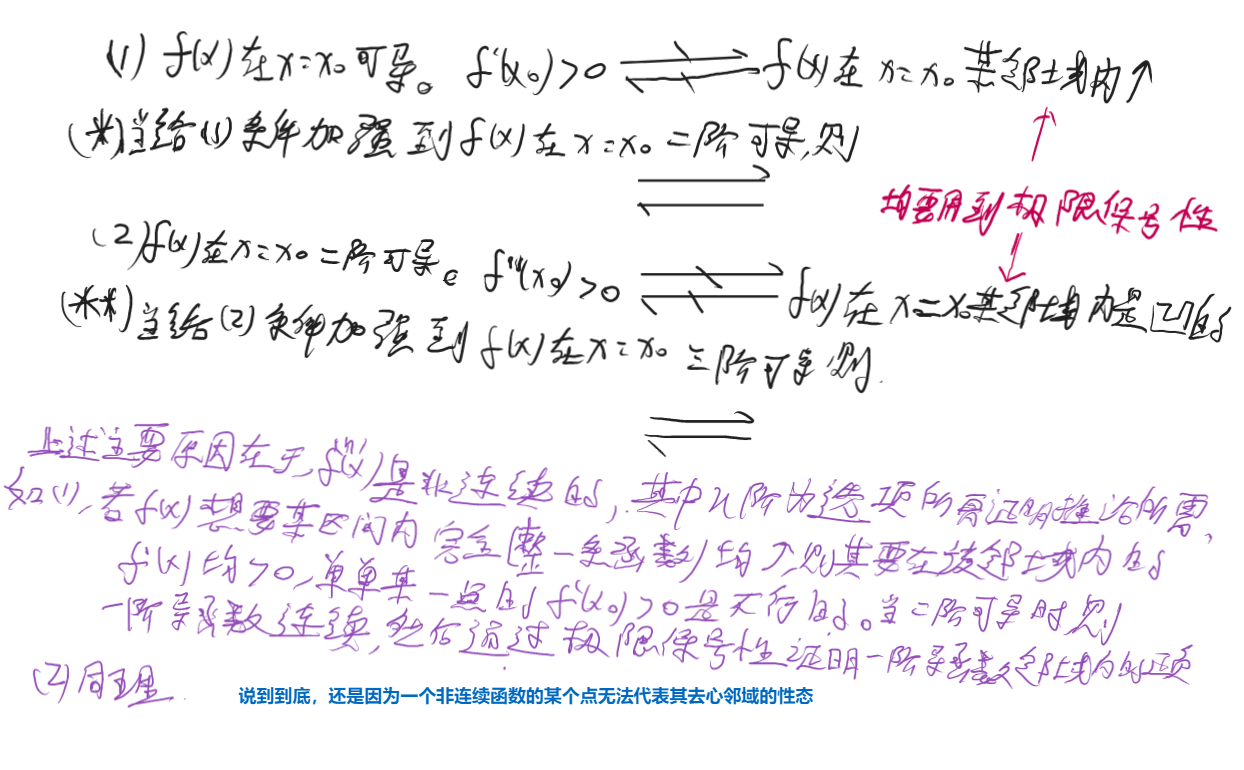 (1) f(x)在x=x₀可导。f'(x₀)>0 ⇌ f(x)在x=x₀某邻域内↑
(*)当给(1)条件加强到f(x)在x=x₀二阶可导,则
⇌
均要用到极限保号性
(2)f(x)在x=x₀二阶可导。f''(x₀)>0 ⇌ f(x)在x=x₀某邻域内是凹的
(**)当给(2)条件加强到f(x)在x=x₀三阶可导,则.
⇌
上述主要原因在于,f⁽ⁿ⁾(x)是非连续的,其中n阶为选项所需证明推论所需,
如(1),若f(x)想要某区间内完全(整一条函数)均↑,则其要在该邻域内的
f'(x)均>0,单单某一点的f'(x₀)>0是不行的。当二阶可导时,则
一阶导函数连续,然后通过极限保号性证明一阶导函数邻域内的正负
(2)同理.
说到到底，还是因为一个非连续函数的某个点无法代表其去心邻域的性态